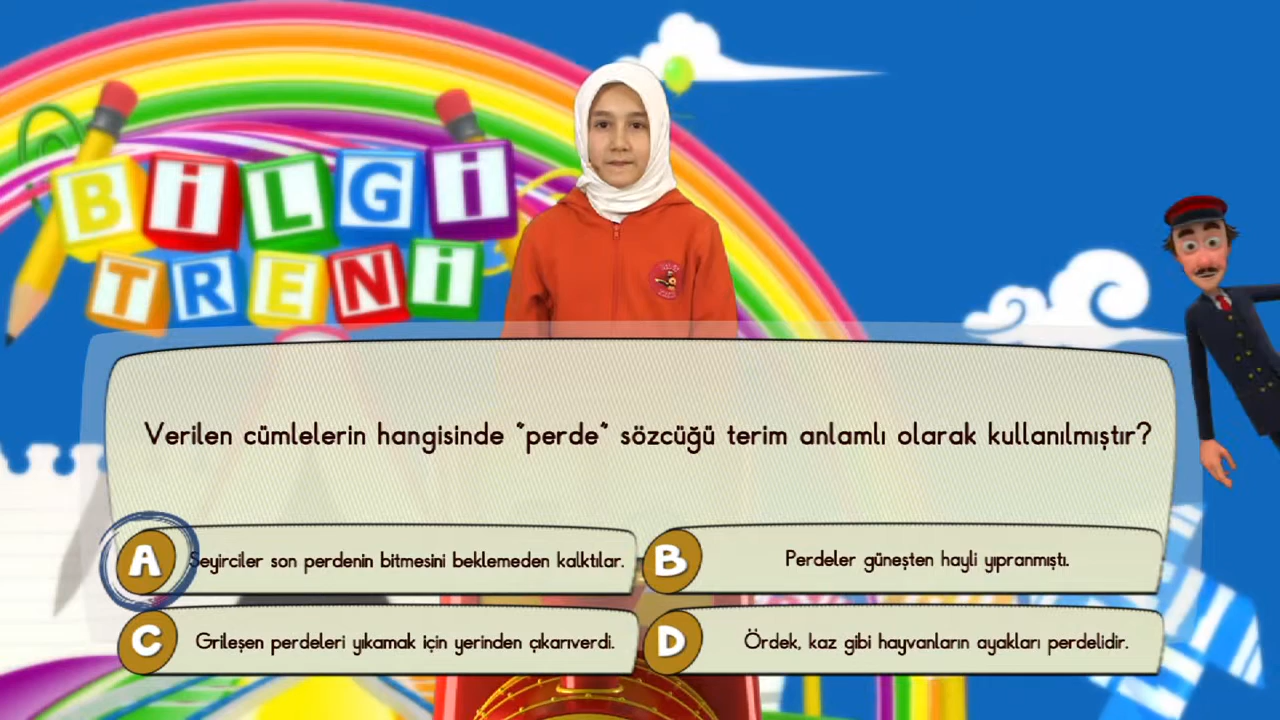 BİLGİ
TRENİ
Verilen cümlelerin hangisinde "perde" sözcüğü terim anlamlı olarak kullanılmıştır?
A Seyirciler son perdenin bitmesini beklemeden kalktılar.
B Perdeler güneşten hayli yıpranmıştı.
C Grileşen perdeleri yıkamak için yerinden çıkarıverdi.
D Ördek, kaz gibi hayvanların ayakları perdelidir.